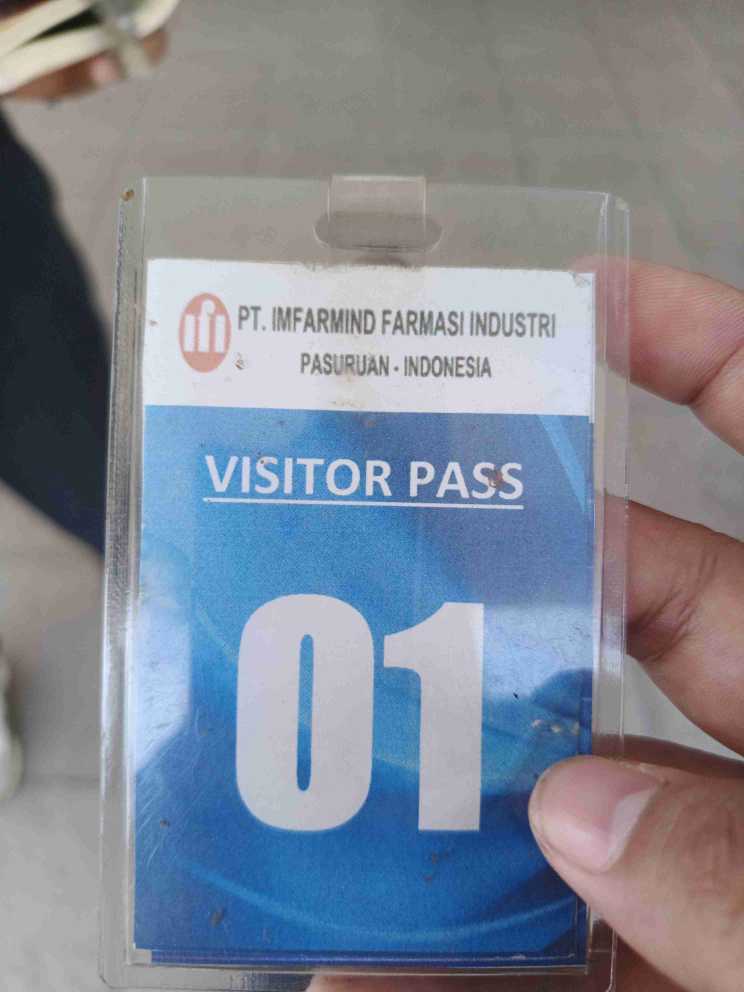 PT. IMFARMIND FARMASI INDUSTRI
PASURUAN - INDONESIA
VISITOR PASS
01